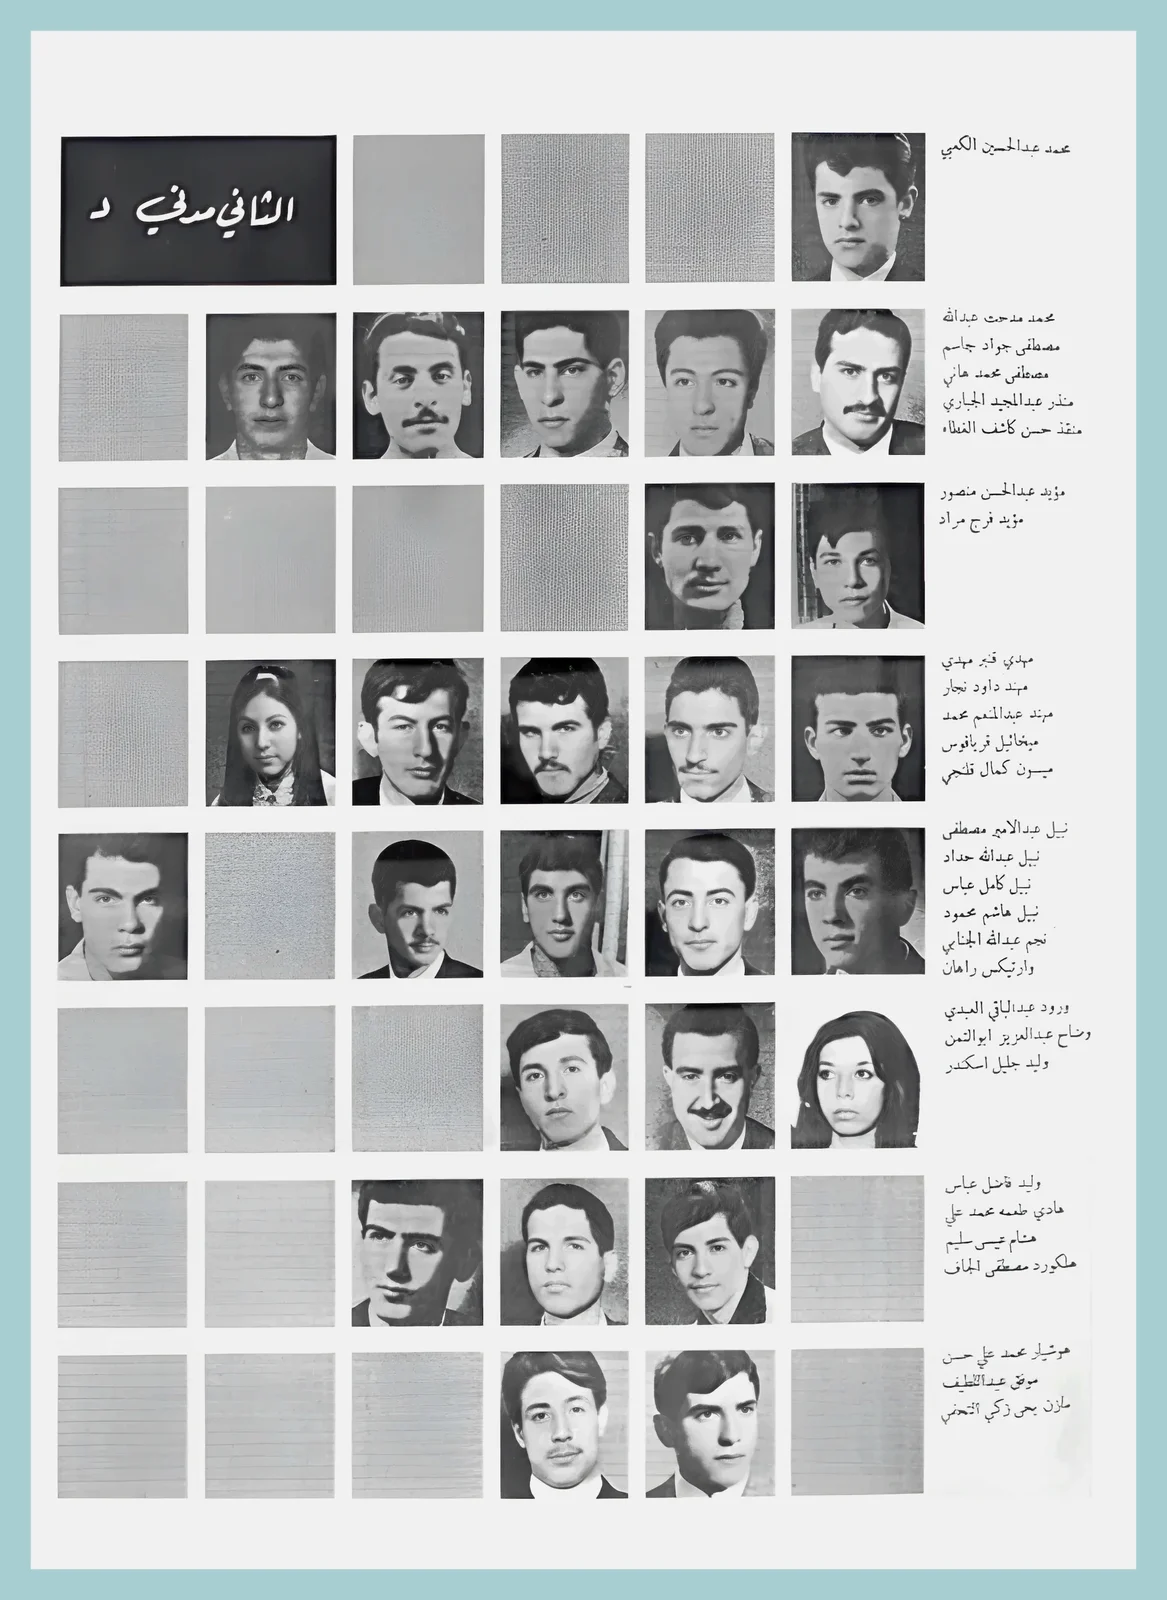 الثاني مدني د
محمد عبدالحسين الكعبي
محمد مدحت عبدالله
مصطفى جواد جاسم
مصطفى محمد هاني
منذر عبدالمجيد الجباري
منقذ حسن كاشف الغطاء
مؤيد عبدالحسن منصور
مؤيد فرج مراد
مهدي قنبر مهدي
مهند داود نجار
مهند عبدالمنعم محمد
ميخائيل قرياقوس
ميسون كمال قلنجي
نبيل عبدالامير مصطفى
نبيل عبدالله حداد
نبيل كامل عباس
نبيل هاشم محمود
نجم عبدالله الجنابي
وارتيكس راهان
ورود عبدالباقي العبدي
وضاح عبدالعزيز ابوالتمن
وليد جليل اسكندر
وليد فاضل عباس
هادي طعمه محمد علي
هشام عيسى سليم
هلكورد مصطفى الجاف
هوشيار محمد علي حسن
موفق عبداللطيف
مازن يحى زكي